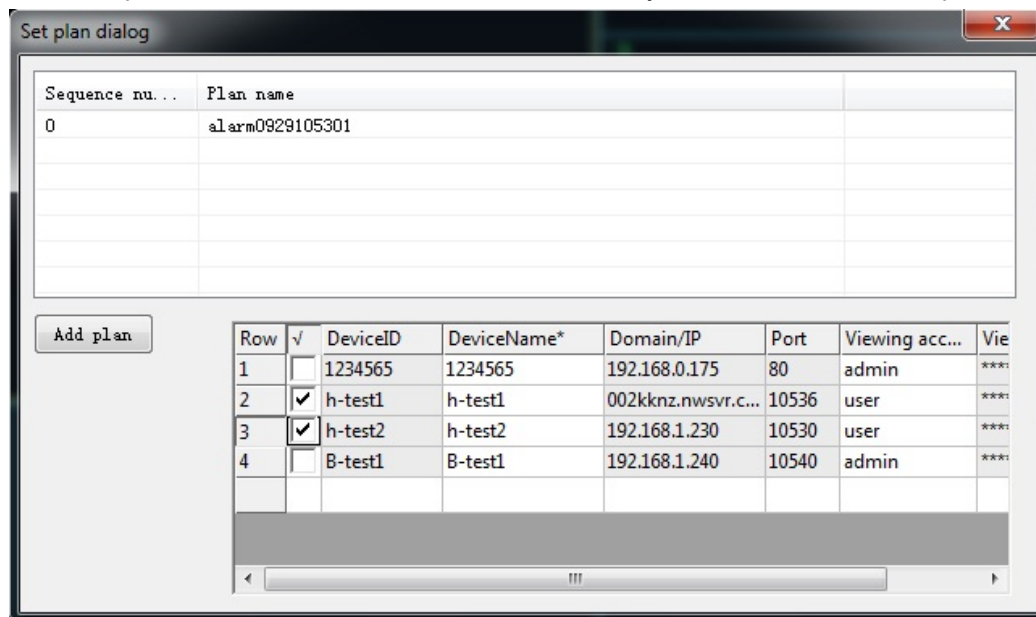 Set plan dialog
Sequence nu... Plan name
0 alarm0929105301
Add plan
Row √ DeviceID DeviceName* Domain/IP Port Viewing acc... Vie
1 1234565 1234565 192.168.0.175 80 admin ***
2 h-test1 h-test1 002kknz.nwsvr.c... 10536 user ***
3 h-test2 h-test2 192.168.1.230 10530 user ***
4 B-test1 B-test1 192.168.1.240 10540 admin ***